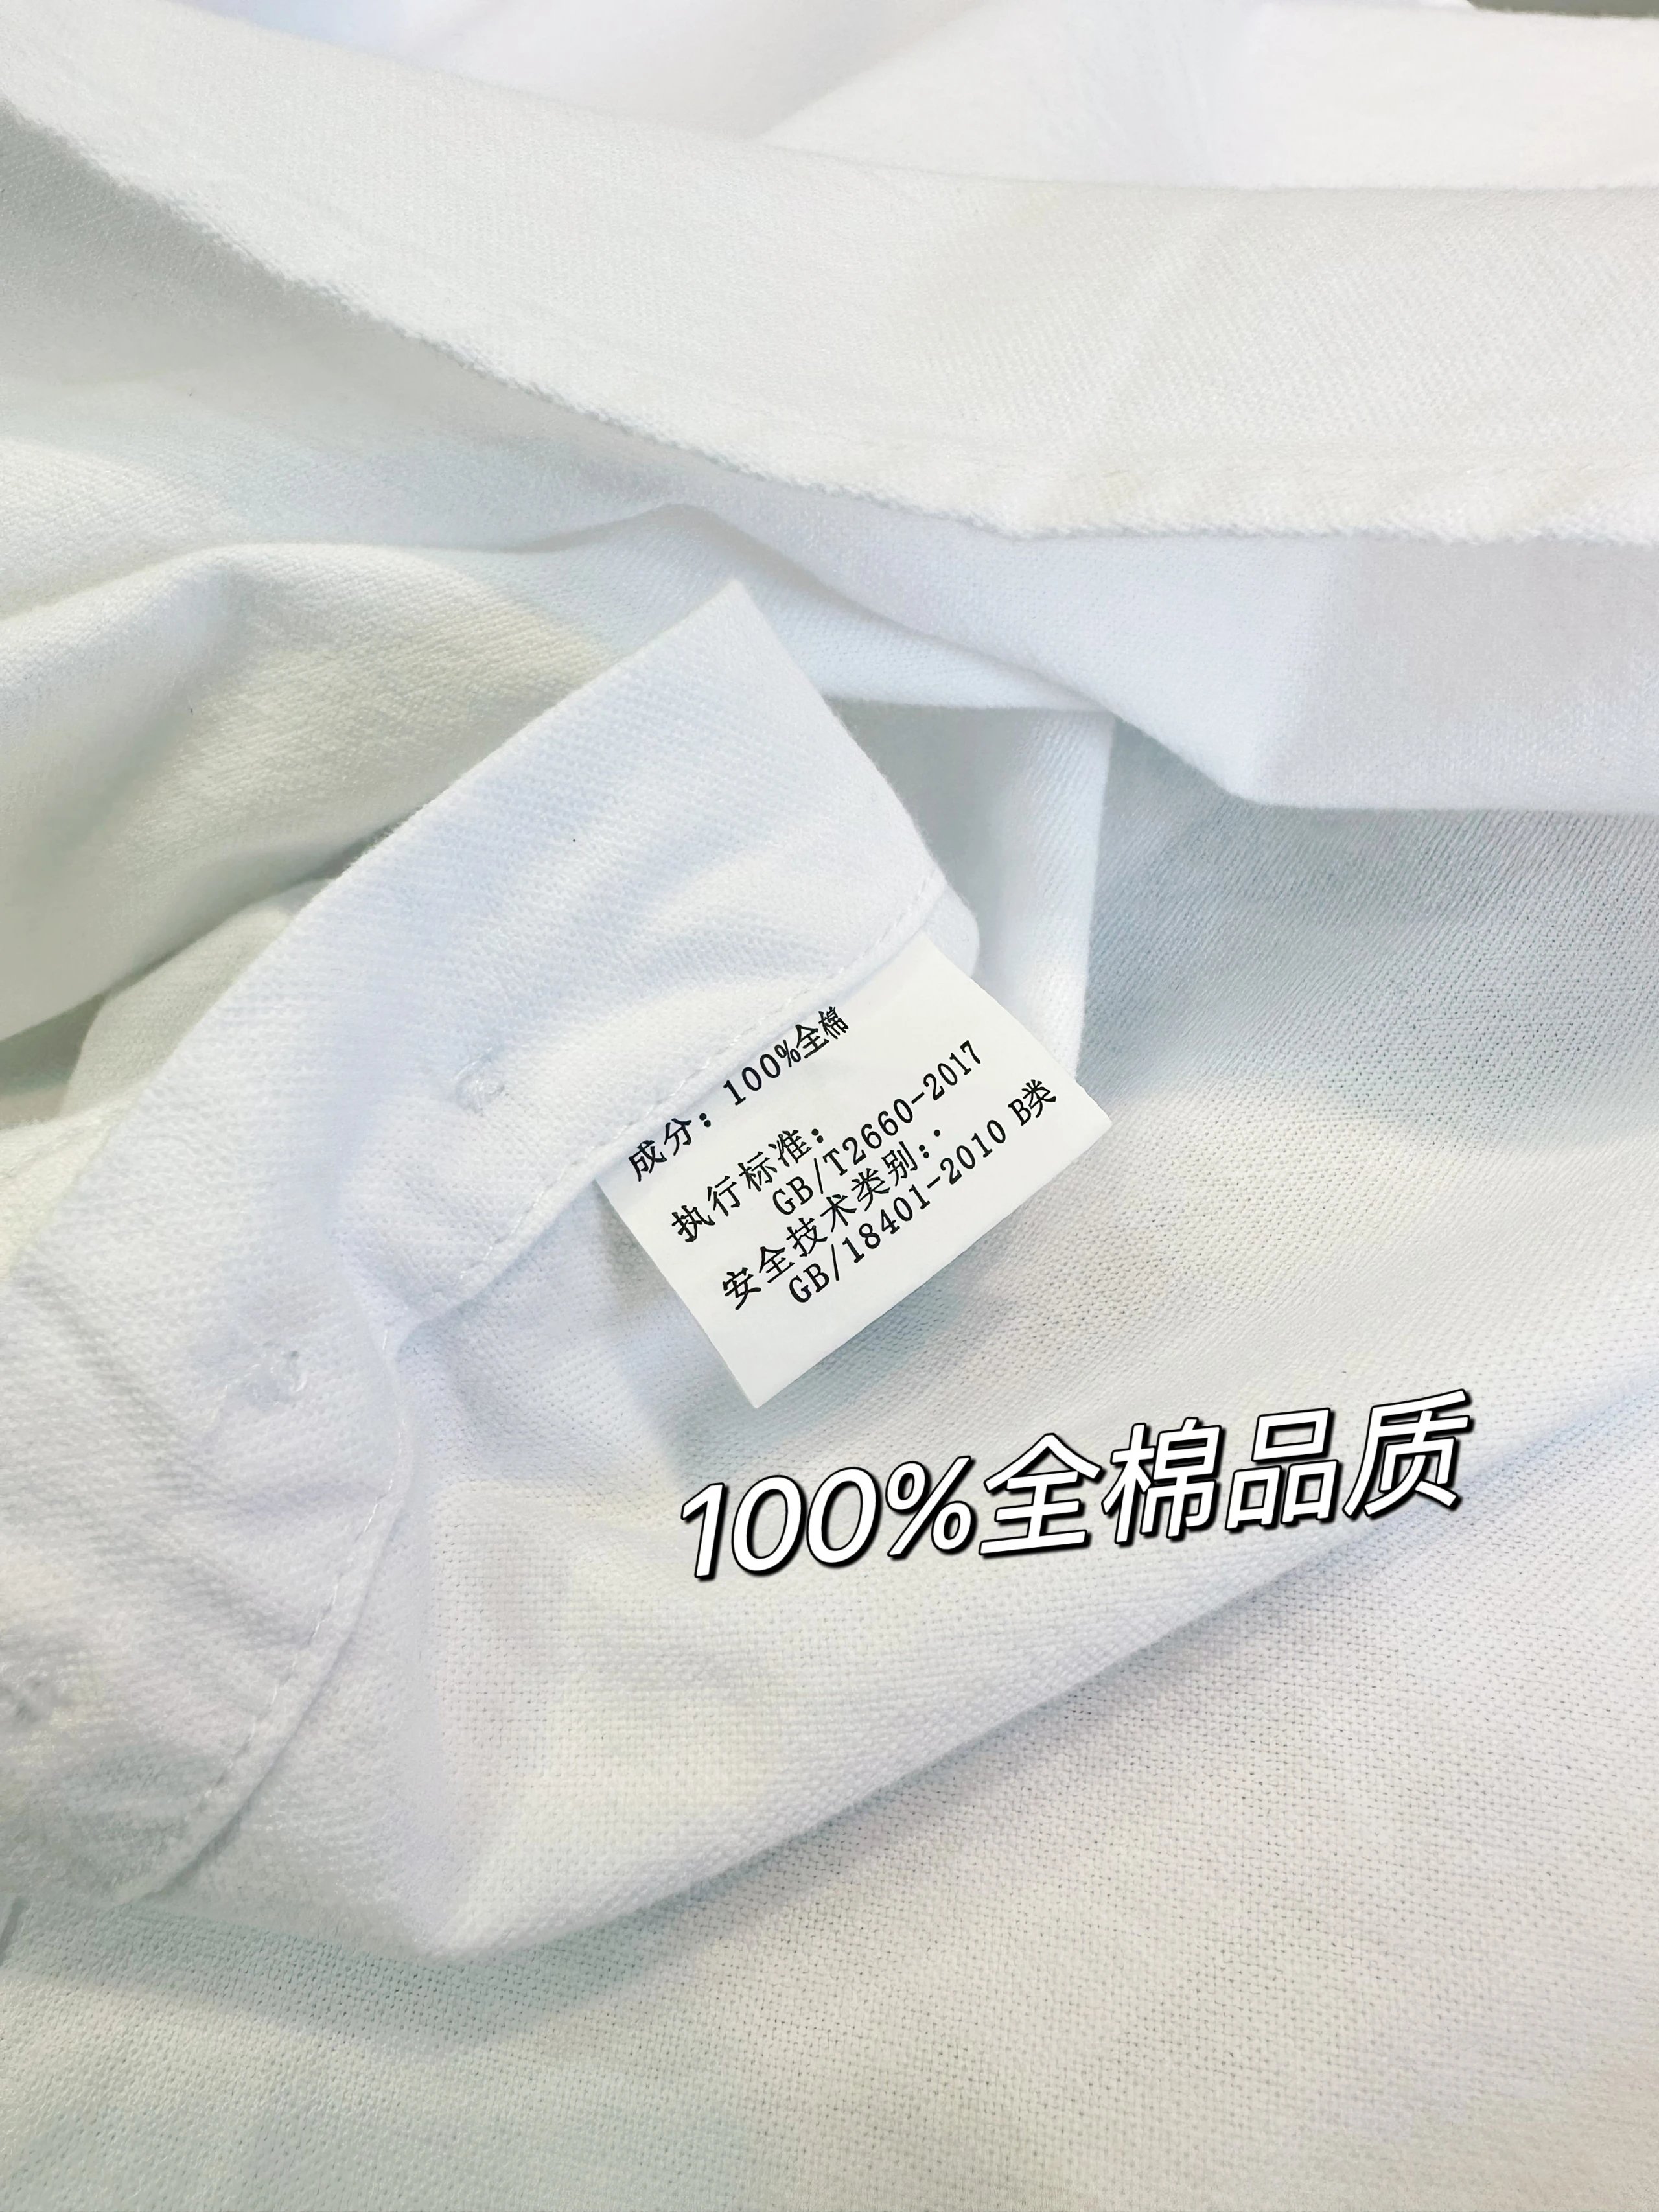 成分：100%全棉
执行标准：
GB/T2660-2017
安全技术类别：.
GB/18401-2010 B类
100%全棉品质